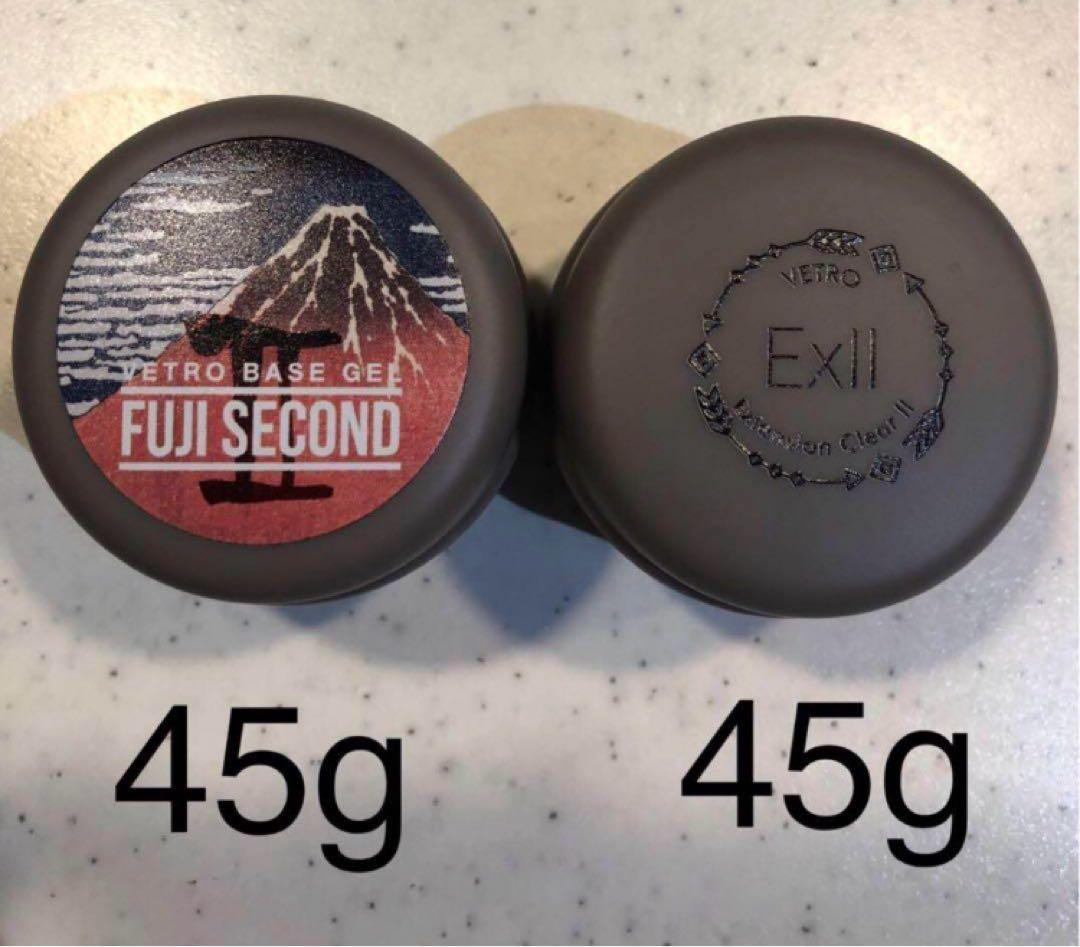 VETRO BASE GEL
FUJI SECOND
VETRO
ExII
Extension Clear II
45g
45g